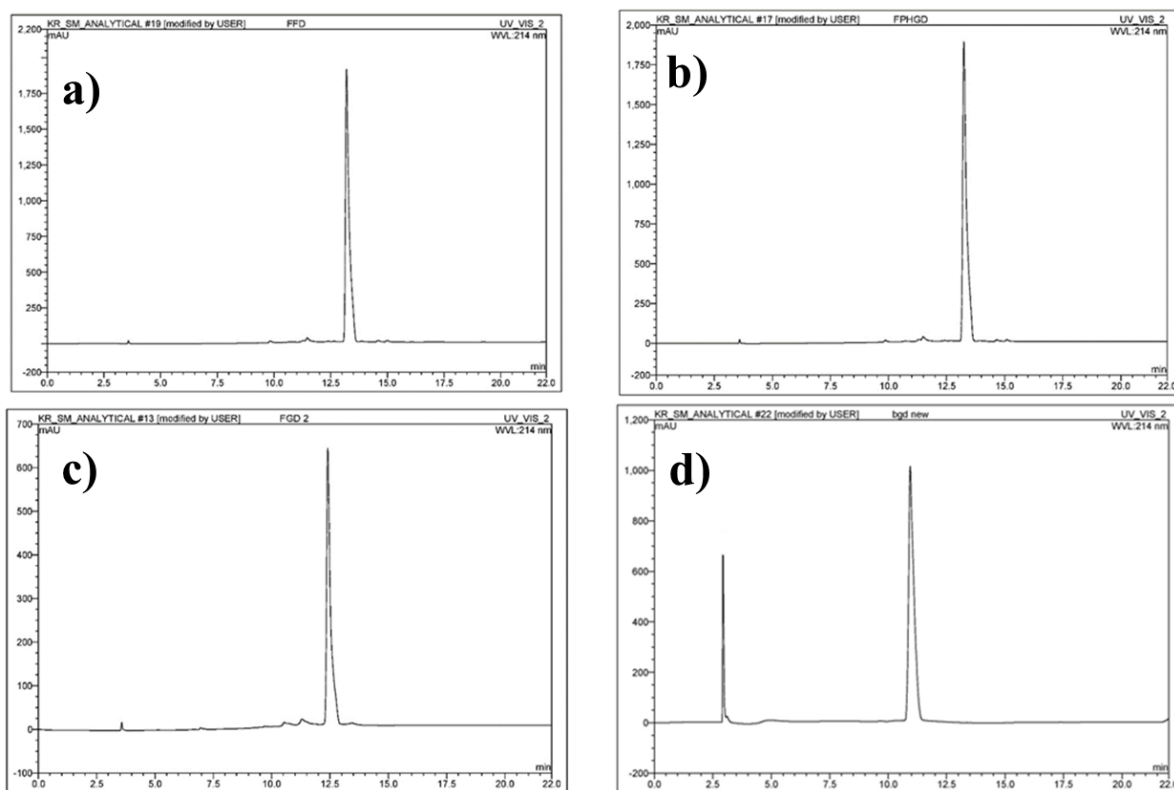 KR_SM_ANALYTICAL #19 [modified by USER] FFD UV_VIS_2
2,200
mAU WVL:214 nm
a)
1,750
1,500
1,250
1,000
750
500
250
-200
min
0.0 2.5 5.0 7.5 10.0 12.5 15.0 17.5 20.0 22.0
KR_SM_ANALYTICAL #17 [modified by USER] FPHGD UV_VIS_2
2,000
mAU WVL:214 nm
b)
1,750
1,500
1,250
1,000
750
500
250
0
-200
min
0.0 2.5 5.0 7.5 10.0 12.5 15.0 17.5 20.0 22.0
KR_SM_ANALYTICAL #13 [modified by USER] FGD 2 UV_VIS_2
700
mAU WVL:214 nm
c)
600
500
400
300
200
100
0
-100
min
0.0 2.5 5.0 7.5 10.0 12.5 15.0 17.5 20.0 22.0
KR_SM_ANALYTICAL #22 [modified by USER] bgd new UV_VIS_2
1,200
mAU WVL:214 nm
d)
1,000
800
600
400
200
0
-200
min
0.0 2.5 5.0 7.5 10.0 12.5 15.0 17.5 20.0 22.0